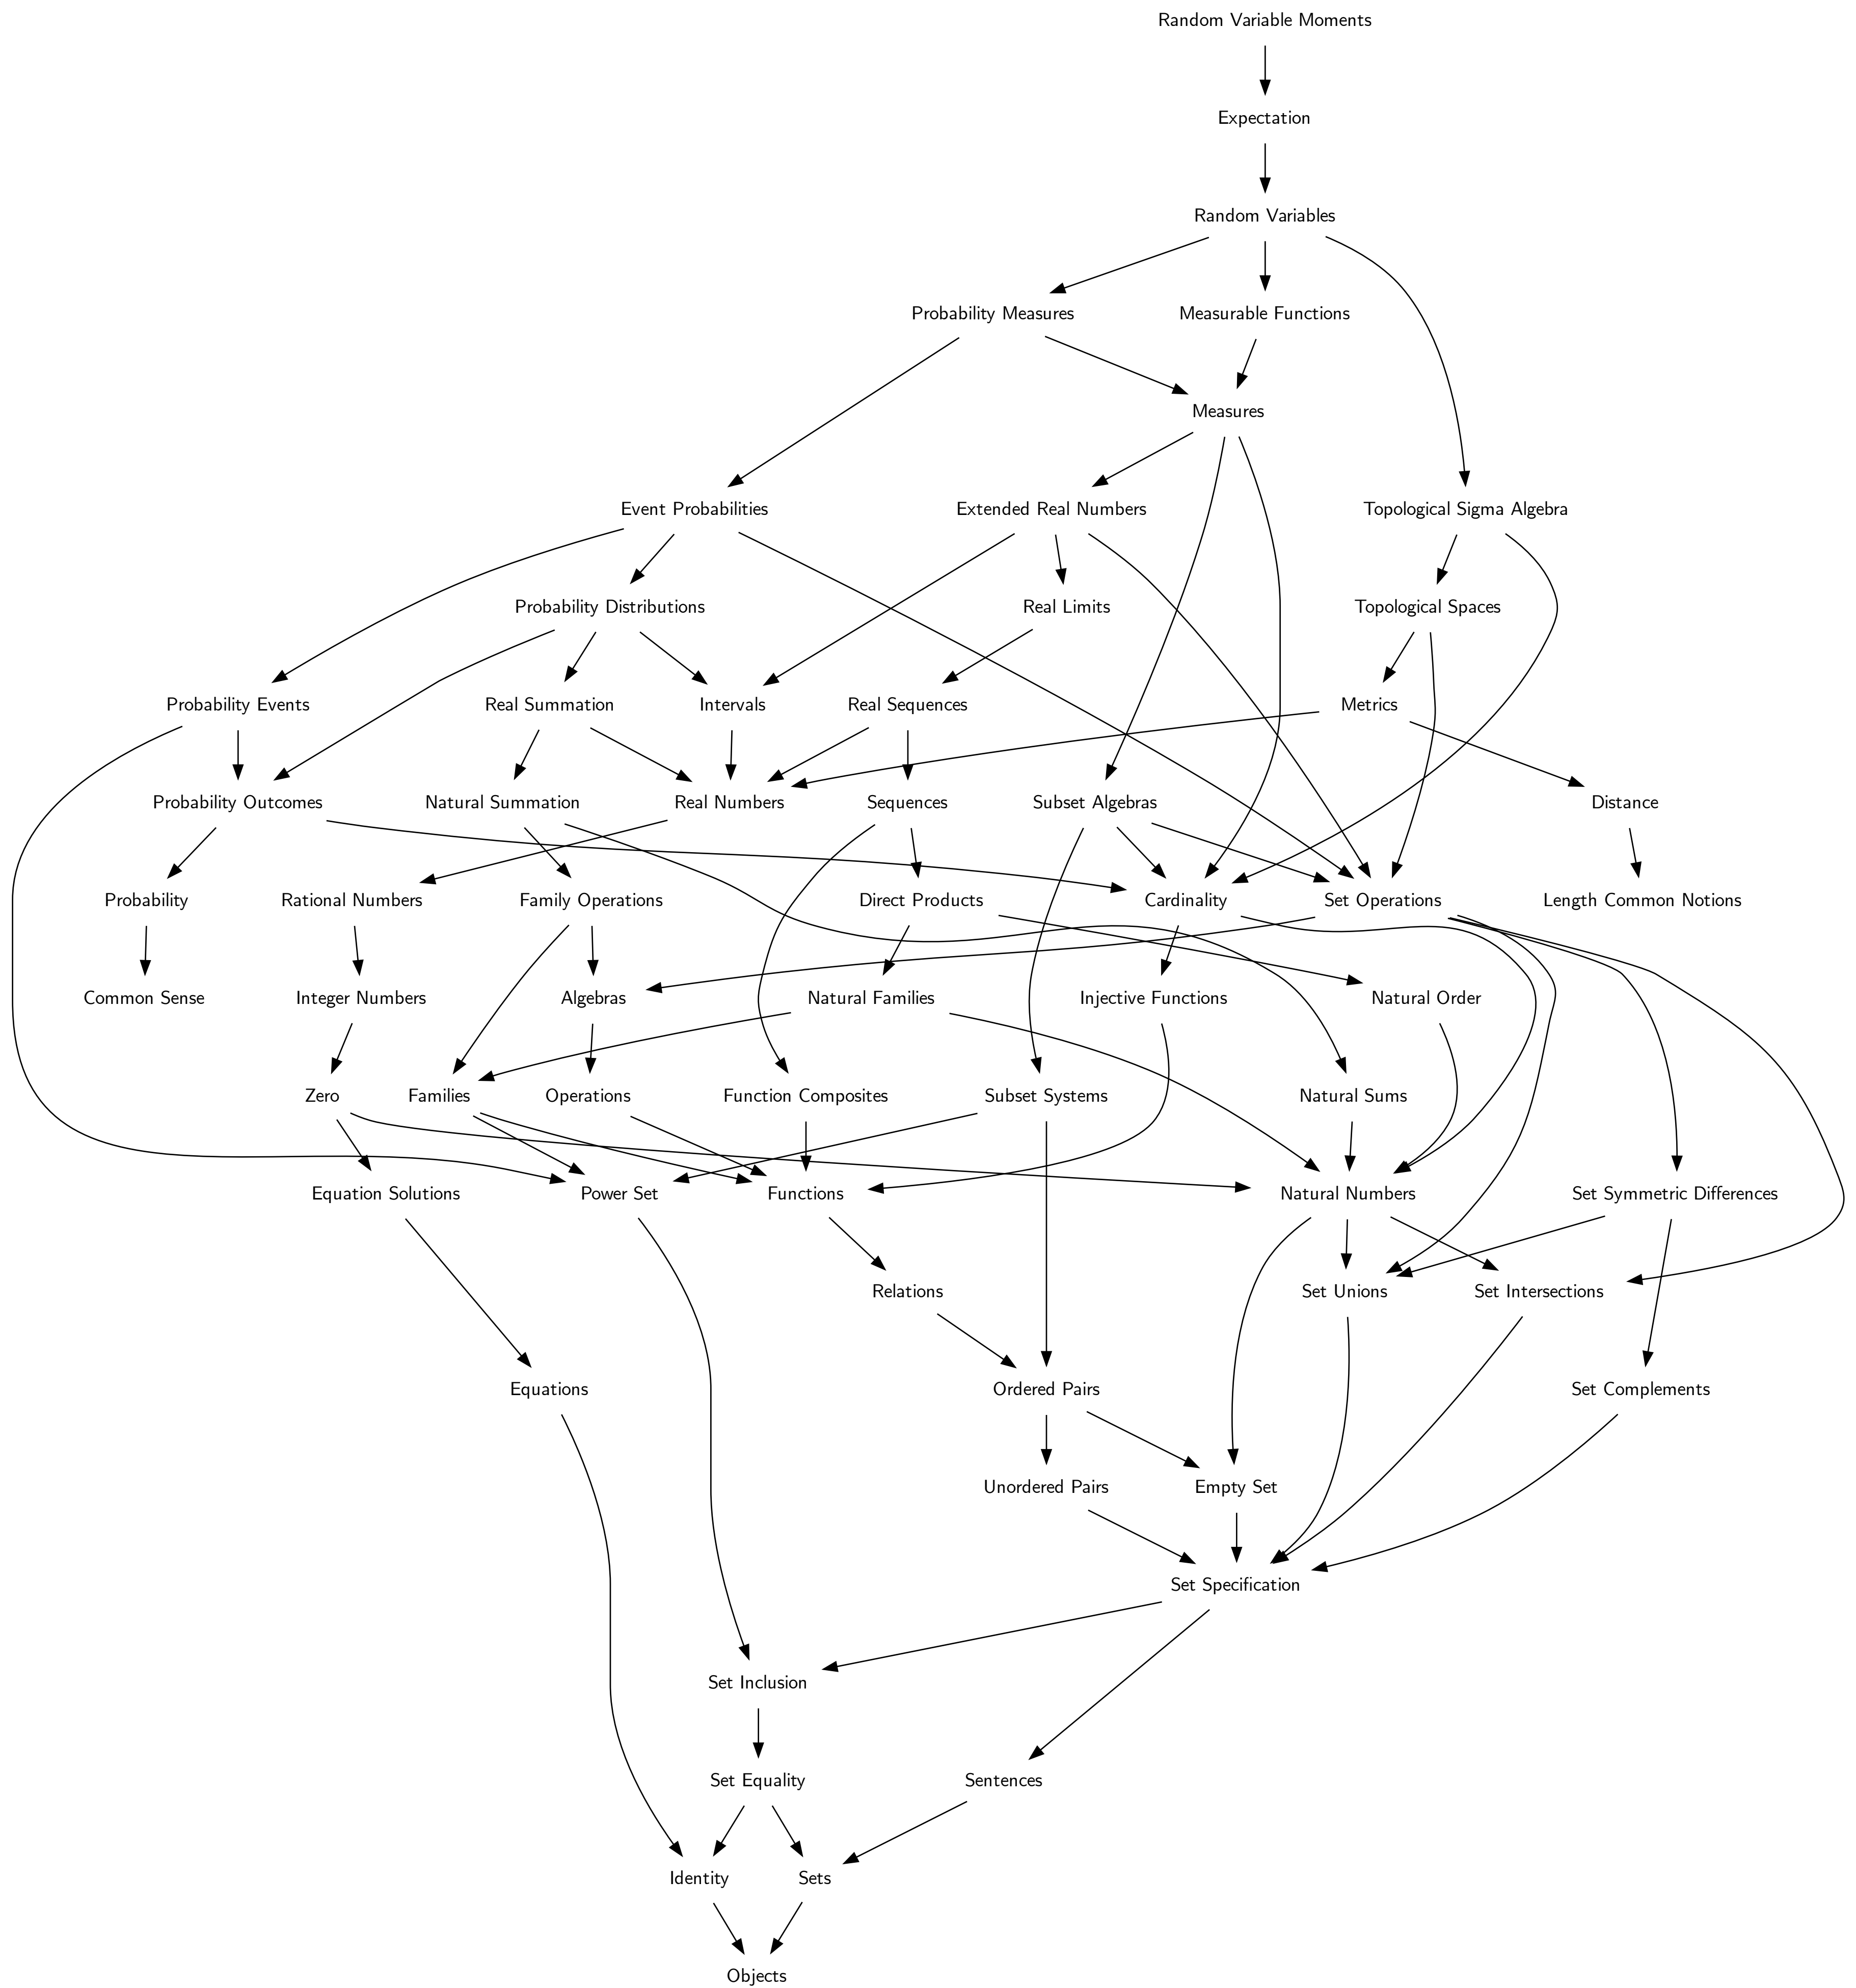 Random Variable Moments
Expectation
Random Variables
Probability Measures
Measurable Functions
Measures
Event Probabilities
Extended Real Numbers
Topological Sigma Algebra
Probability Distributions
Real Limits
Topological Spaces
Probability Events
Real Summation
Intervals
Real Sequences
Metrics
Probability Outcomes
Natural Summation
Real Numbers
Sequences
Subset Algebras
Distance
Probability
Rational Numbers
Family Operations
Direct Products
Cardinality
Set Operations
Length Common Notions
Common Sense
Integer Numbers
Algebras
Natural Families
Injective Functions
Natural Order
Zero
Families
Operations
Function Composites
Subset Systems
Natural Sums
Equation Solutions
Power Set
Functions
Natural Numbers
Set Symmetric Differences
Relations
Set Unions
Set Intersections
Equations
Ordered Pairs
Set Complements
Unordered Pairs
Empty Set
Set Specification
Set Inclusion
Set Equality
Sentences
Identity
Sets
Objects